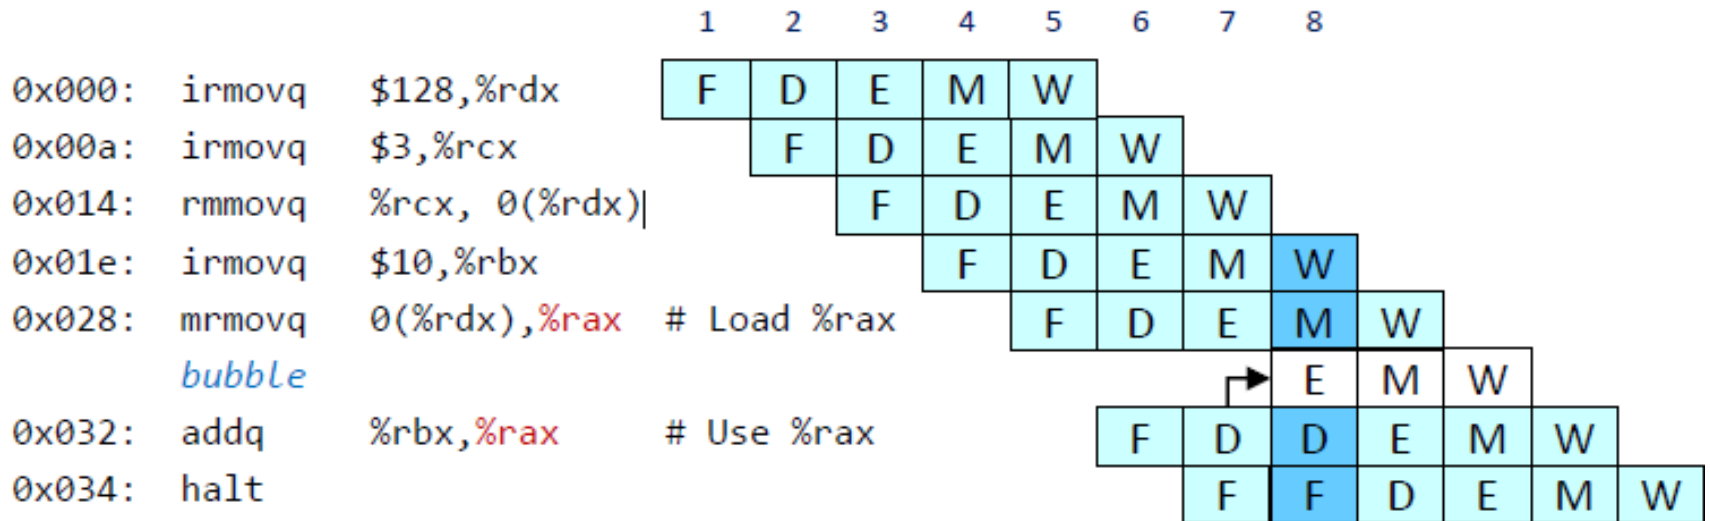 1 2 3 4 5 6 7 8
0x000: irmovq $128,%rdx F D E M W
0x00a: irmovq $3,%rcx F D E M W
0x014: rmmovq %rcx, 0(%rdx) F D E M W
0x01e: irmovq $10,%rbx F D E M W
0x028: mrmovq 0(%rdx),%rax # Load %rax F D E M W
bubble E M W
0x032: addq %rbx,%rax # Use %rax F D D E M W
0x034: halt F F D E M W